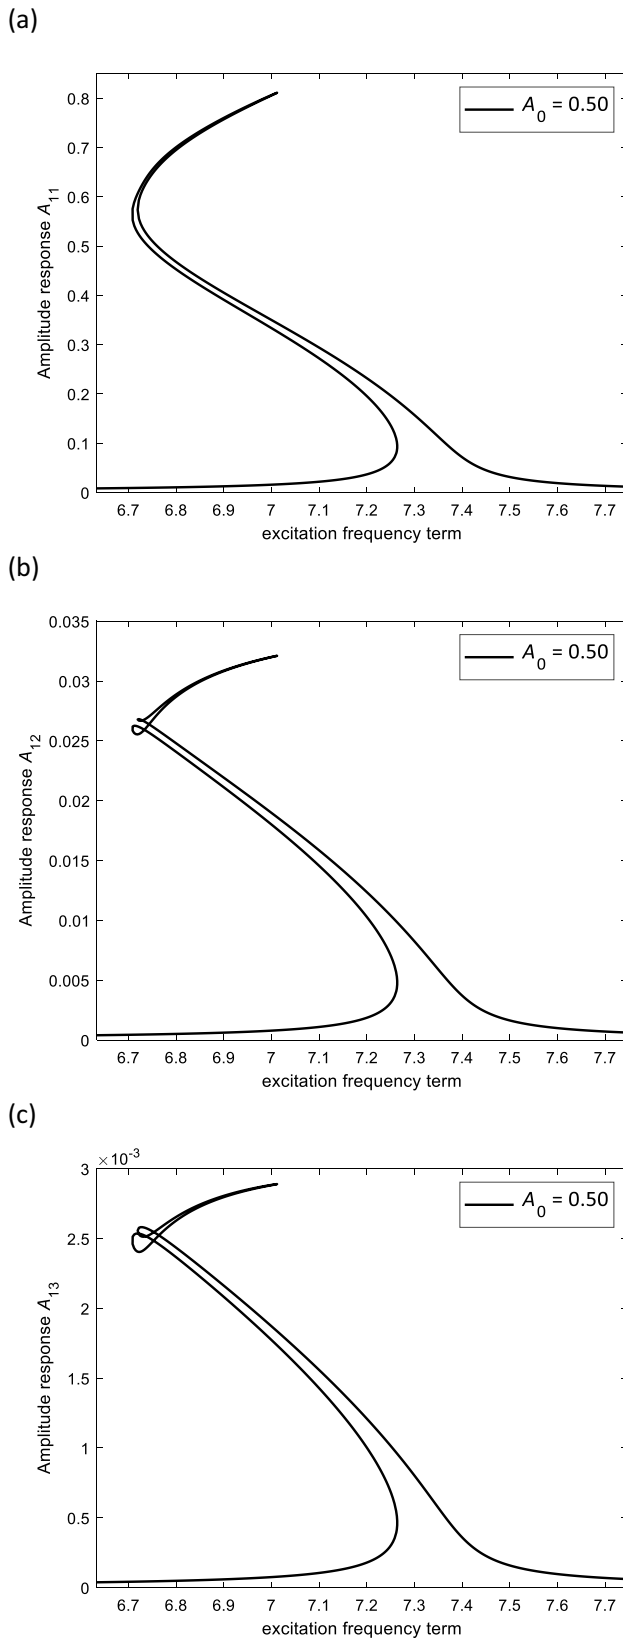 (a)
0.8
0.7
0.6
0.5
0.4
0.3
0.2
0.1
0
Amplitude response A11
A0 = 0.50
6.7 6.8 6.9 7 7.1 7.2 7.3 7.4 7.5 7.6 7.7
excitation frequency term
(b)
0.035
0.03
0.025
0.02
0.015
0.01
0.005
0
Amplitude response A12
A0 = 0.50
6.7 6.8 6.9 7 7.1 7.2 7.3 7.4 7.5 7.6 7.7
excitation frequency term
(c)
×10-3
3
2.5
2
1.5
1
0.5
0
Amplitude response A13
A0 = 0.50
6.7 6.8 6.9 7 7.1 7.2 7.3 7.4 7.5 7.6 7.7
excitation frequency term